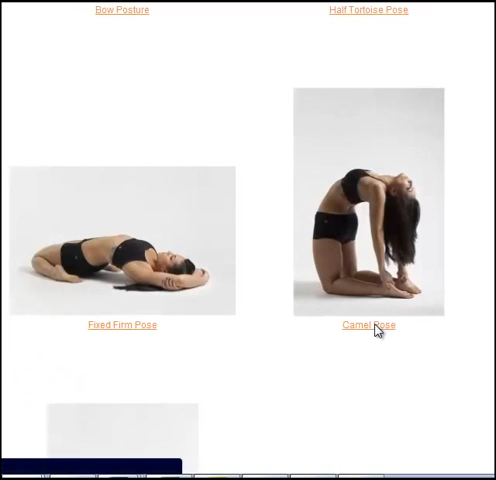 Bow Posture
Half Tortoise Pose
Fixed Firm Pose
Camel Pose